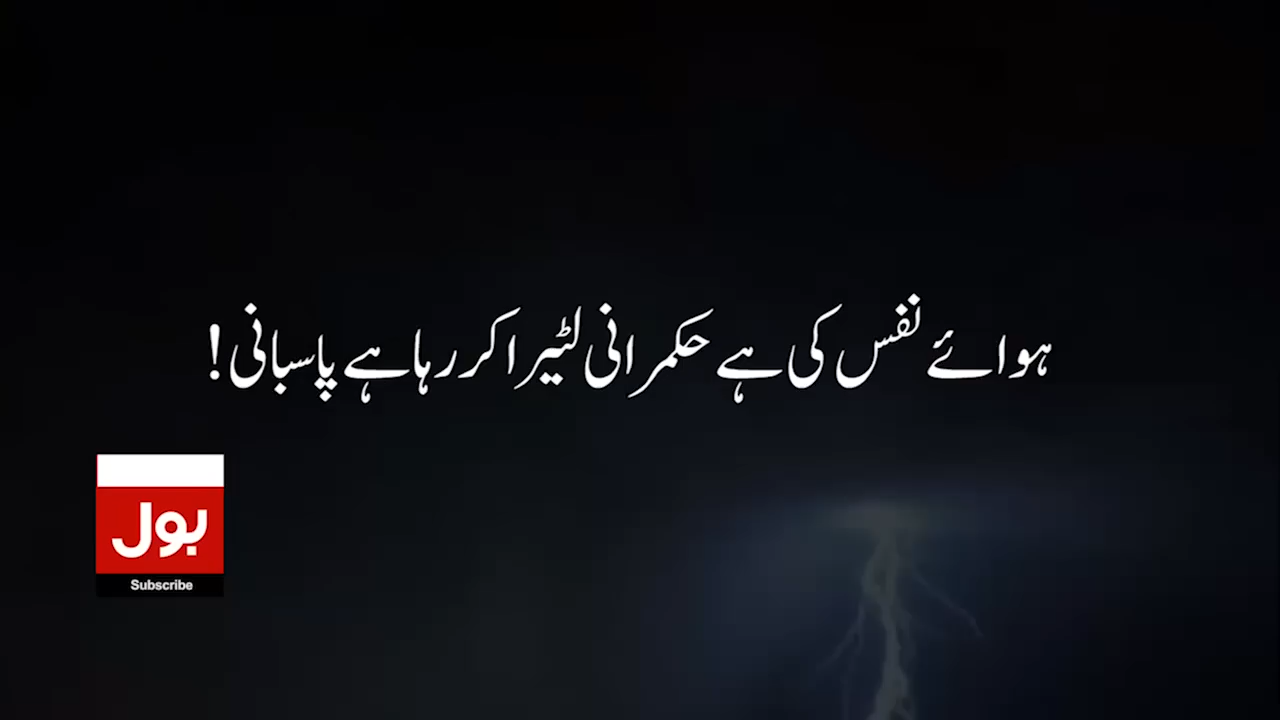 ہوائے نفس کی ہے حکمرانی لٹیرا کر رہا ہے پاسبانی!
بول
Subscribe